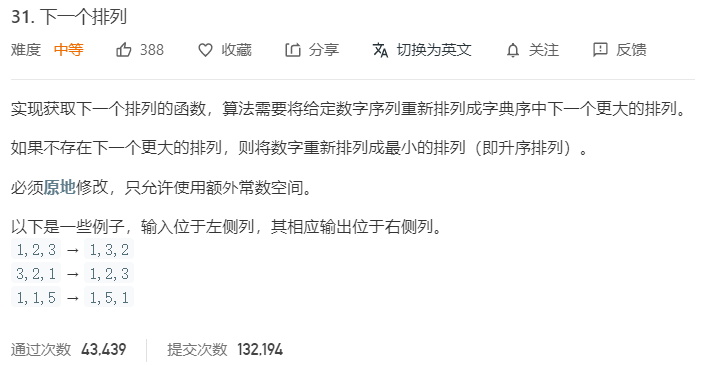 31. 下一个排列
难度 中等 388 收藏 分享 切换为英文 关注 反馈
实现获取下一个排列的函数，算法需要将给定数字序列重新排列成字典序中下一个更大的排列。
如果不存在下一个更大的排列，则将数字重新排列成最小的排列（即升序排列）。
必须原地修改，只允许使用额外常数空间。
以下是一些例子，输入位于左侧列，其相应输出位于右侧列。
1,2,3 → 1,3,2
3,2,1 → 1,2,3
1,1,5 → 1,5,1
通过次数 43,439 提交次数 132,194